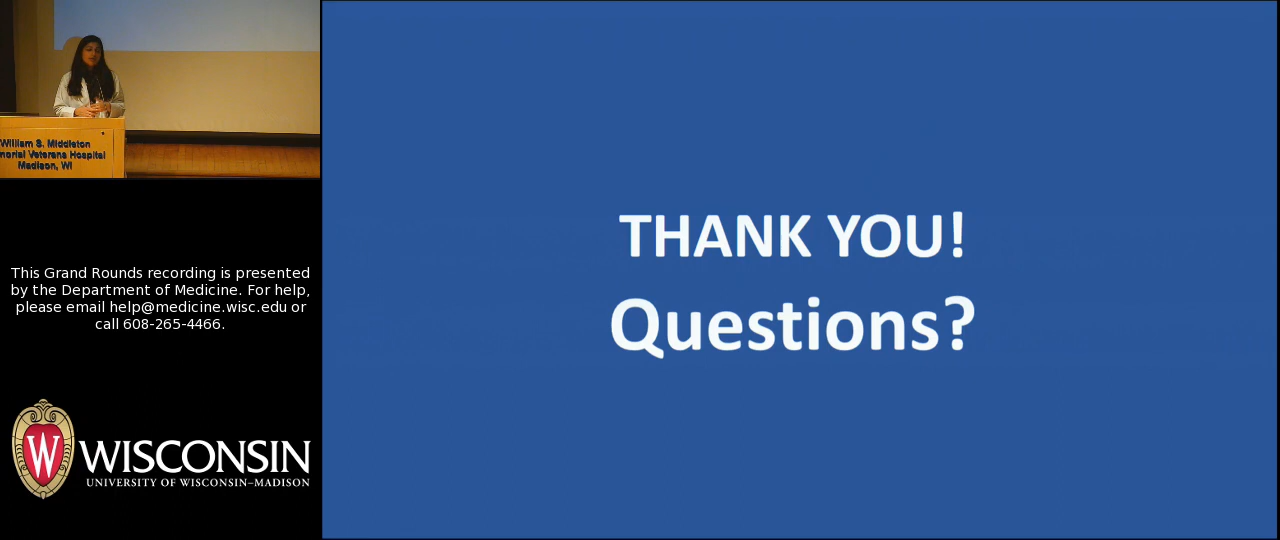 William S. Middleton
morial Veterans Hospital
Madison, WI
This Grand Rounds recording is presented
by the Department of Medicine. For help,
please email help@medicine.wisc.edu or
call 608-265-4466.
W WISCONSIN
UNIVERSITY OF WISCONSIN–MADISON
THANK YOU!
Questions?